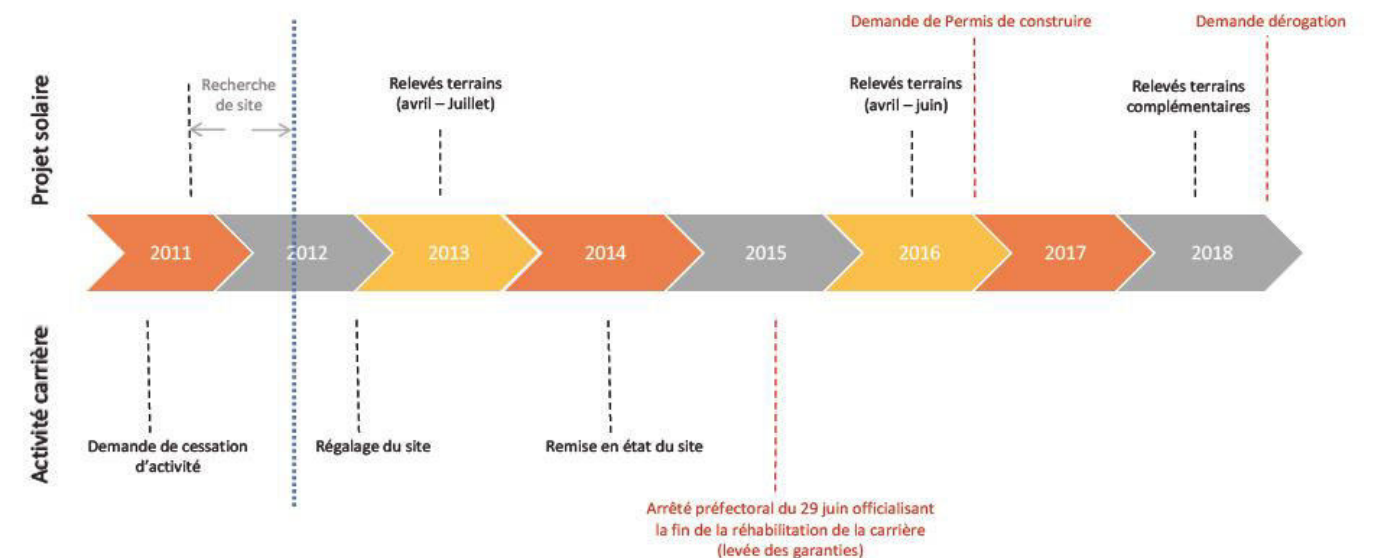 Demande de Permis de construire
Demande dérogation
Projet solaire
Recherche
de site
Relevés terrains
(avril – Juillet)
Relevés terrains
(avril – juin)
Relevés terrains
complémentaires
2011
2012
2013
2014
2015
2016
2017
2018
Activité carrière
Demande de cessation
d'activité
Régalage du site
Remise en état du site
Arrêté préfectoral du 29 juin officialisant
la fin de la réhabilitation de la carrière
(levée des garanties)